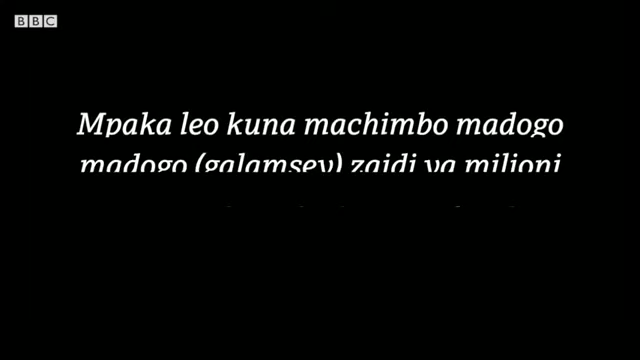 BBC
Mpaka leo kuna machimbo madogo
madogo (galamsey) zaidi ya milioni